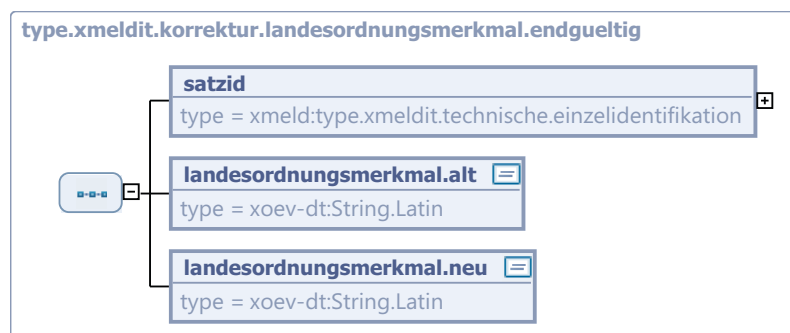 type.xmeldit.korrektur.landesordnungsmerkmal.endgueltig
satzid
type = xmeld:type.xmeldit.technische.einzelidentifikation
landesordnungsmerkmal.alt
type = xoev-dt:String.Latin
landesordnungsmerkmal.neu
type = xoev-dt:String.Latin